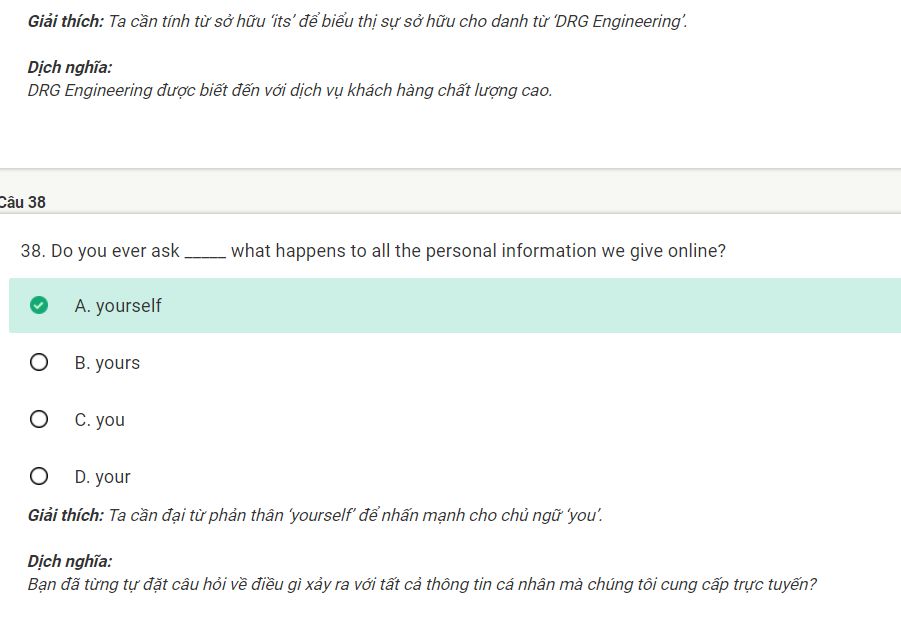 Giải thích: Ta cần tính từ sở hữu ‘its’ để biểu thị sự sở hữu cho danh từ ‘DRG Engineering’.
Dịch nghĩa:
DRG Engineering được biết đến với dịch vụ khách hàng chất lượng cao.
Câu 38
38. Do you ever ask _____ what happens to all the personal information we give online?
A. yourself
B. yours
C. you
D. your
Giải thích: Ta cần đại từ phản thân ‘yourself’ để nhấn mạnh cho chủ ngữ ‘you’.
Dịch nghĩa:
Bạn đã từng tự đặt câu hỏi về điều gì xảy ra với tất cả thông tin cá nhân mà chúng tôi cung cấp trực tuyến?